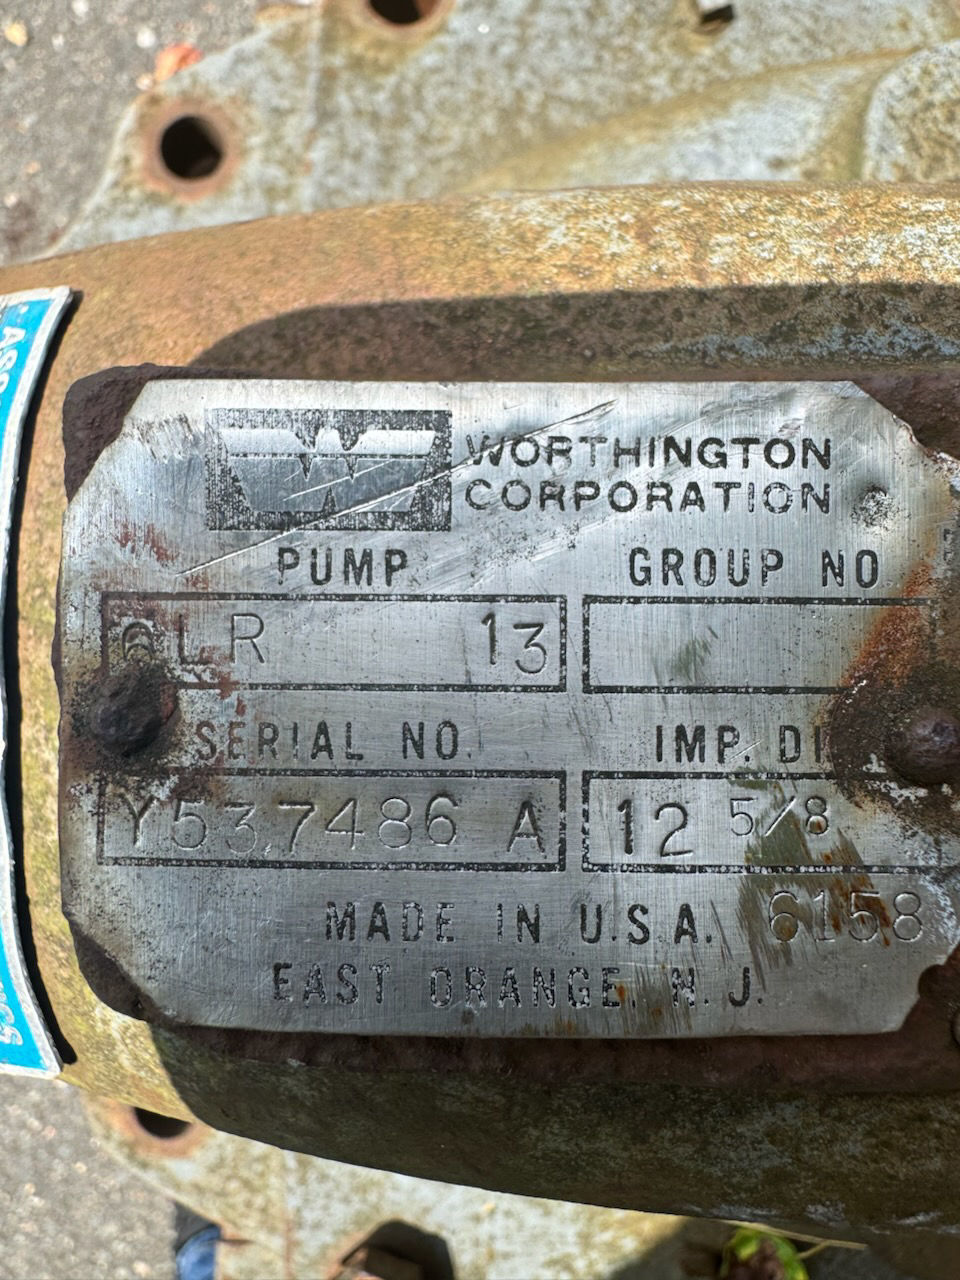 WORTHINGTON
CORPORATION
PUMP GROUP NO
6LR 13
SERIAL NO. IMP. DI
Y537486 A 12 5/8
MADE IN U.S.A. 6158
EAST ORANGE, N. J.